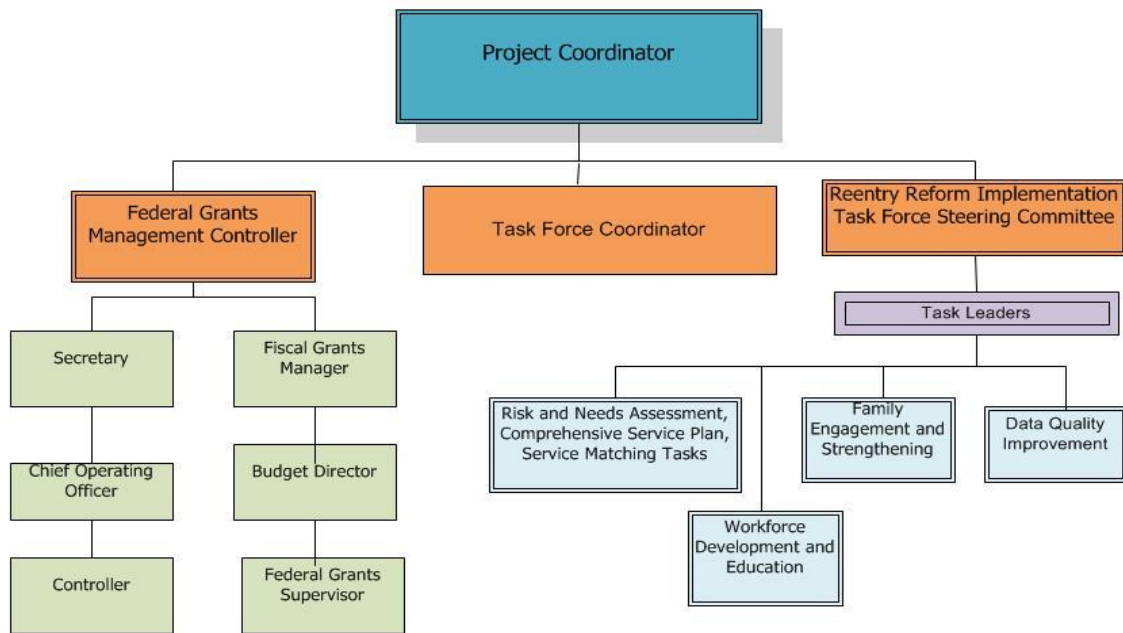 Project Coordinator
Federal Grants
Management Controller
Task Force Coordinator
Reentry Reform Implementation
Task Force Steering Committee
Task Leaders
Secretary
Fiscal Grants
Manager
Risk and Needs Assessment,
Comprehensive Service Plan,
Service Matching Tasks
Family
Engagement and
Strengthening
Data Quality
Improvement
Chief Operating
Officer
Budget Director
Workforce
Development and
Education
Controller
Federal Grants
Supervisor